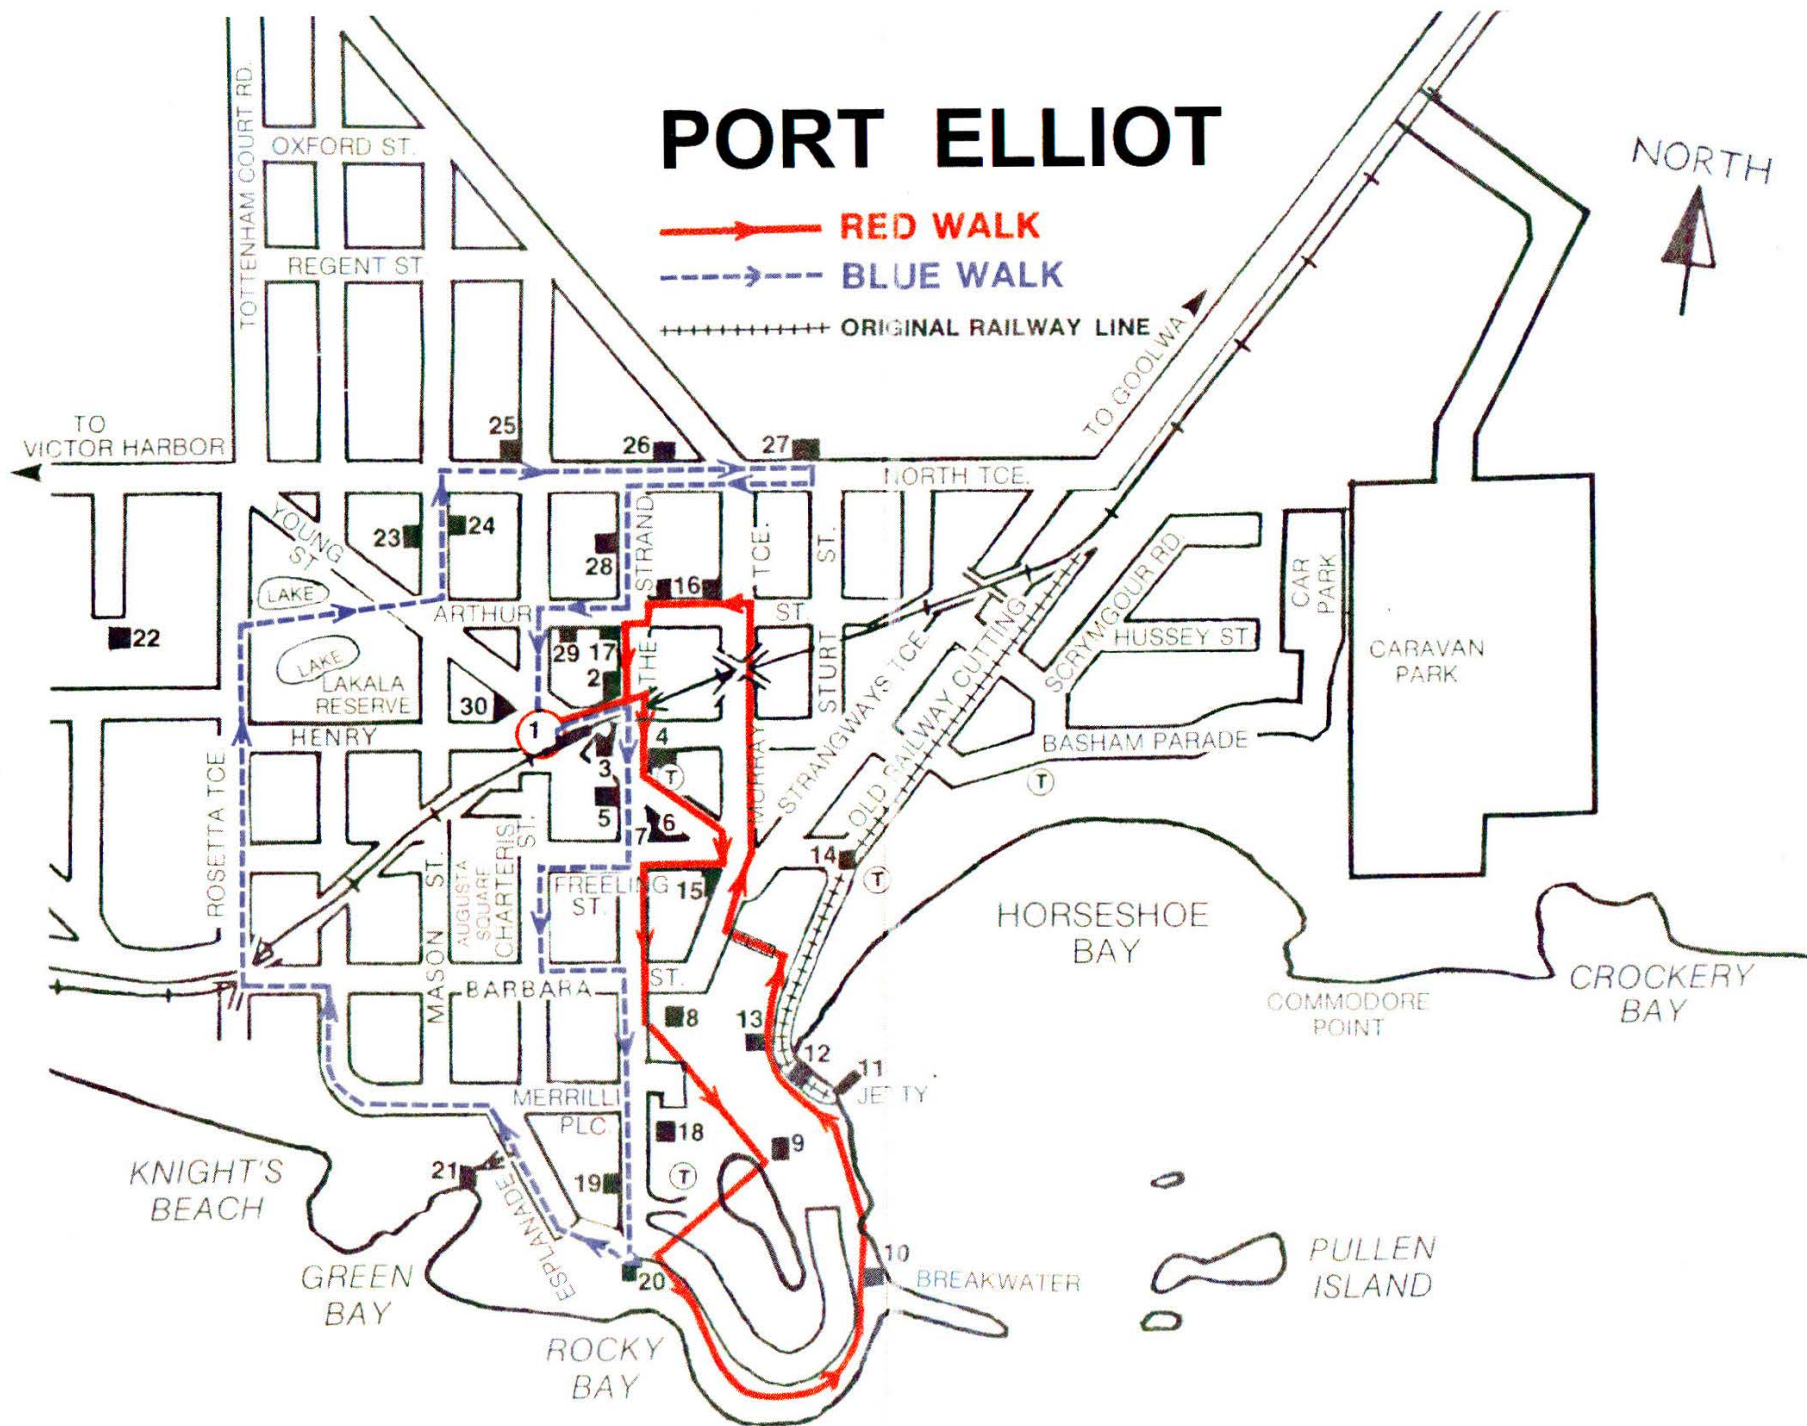 PORT ELLIOT
RED WALK
BLUE WALK
ORIGINAL RAILWAY LINE
NORTH
OXFORD ST.
TOTTENHAM COURT RD.
REGENT ST
TO GOOLWA
TO
VICTOR HARBOR
25
26
27
NORTH TCE.
YOUNG
ST
23
24
28
STRAND
16
TCE.
ST.
LAKE
ARTHUR
ST
22
LAKE
LAKALA
RESERVE
29
17
2
THE
STURT
STRANGWAYS TCE.
OLD RAILWAY CUTTING
SCRYMGOUR RD.
HUSSEY ST.
CAR
PARK
CARAVAN
PARK
30
1
HENRY
3
4
T
MURRAY
BASHAM PARADE
T
ROSETTA TCE.
5
6
7
MASON ST.
AUGUSTA
SQUARE
CHARTERIS
ST.
FREELING
ST.
15
14
T
HORSESHOE
BAY
COMMODORE
POINT
CROCKERY
BAY
BARBARA
ST.
8
13
12
11
JETTY
MERRILLI
PLC.
18
9
T
KNIGHT'S
BEACH
21
19
ESPLANADE
GREEN
BAY
20
10
BREAKWATER
PULLEN
ISLAND
ROCKY
BAY